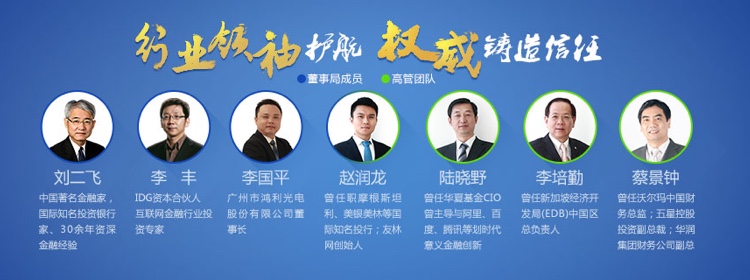 行业领袖护航 权威铸造信任
董事局成员 高管团队
刘二飞 李丰 李国平 赵润龙 陆晓野 李培勤 蔡景钟
中国著名金融家，
国际知名投资银行
家、30余年资深
金融经验
IDG资本合伙人
互联网金融行业投
资专家
广州市鸿利光电
股份有限公司董
事长
曾任职摩根斯坦
利、美银美林等国
际知名投行；友林
网创始人
曾任华夏基金CIO
曾主导与阿里、百
度、腾讯等划时代
意义金融创新
曾任新加坡经济开
发局(EDB)中国区
总负责人
曾任沃尔玛中国财
务总监；五星控股
投资副总裁；华润
集团财务公司副总